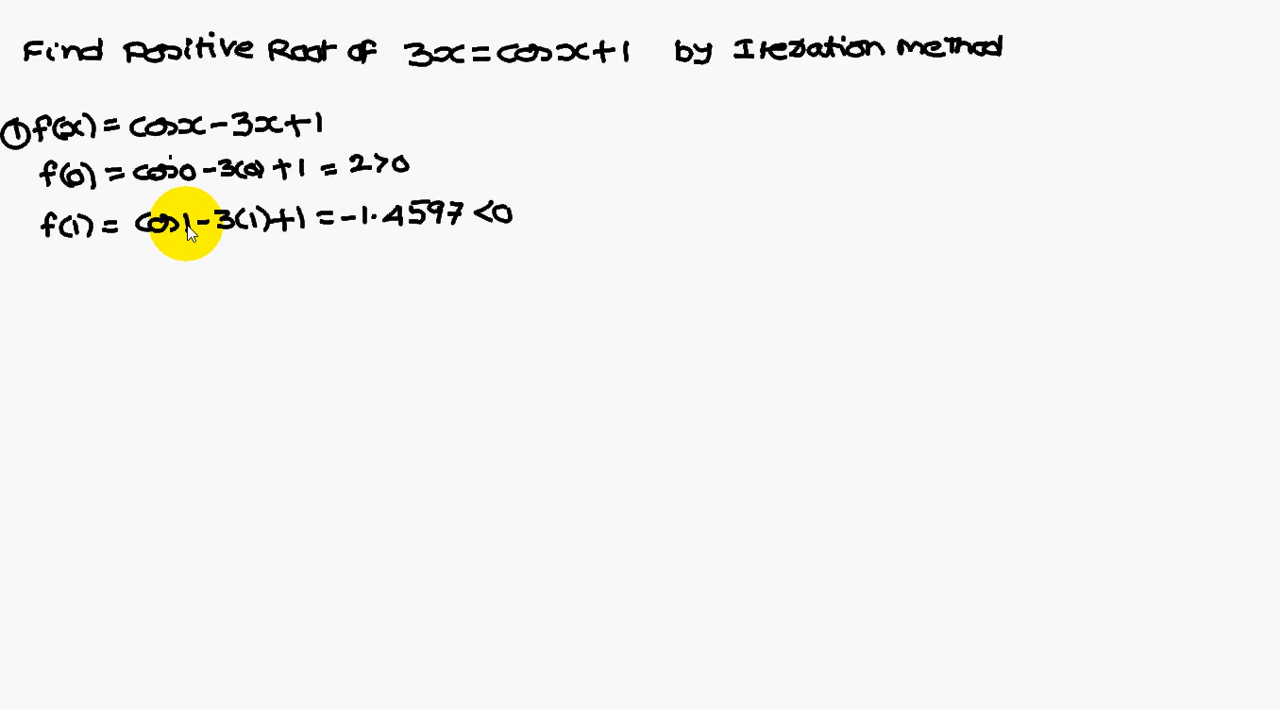 Find Positive Root of 3x=cosx+1 by Iteration method
① f(x) = cosx-3x+1
f(0) = cos0-3(0)+1 = 2>0
f(1) = cos1-3(1)+1 = -1.4597<0